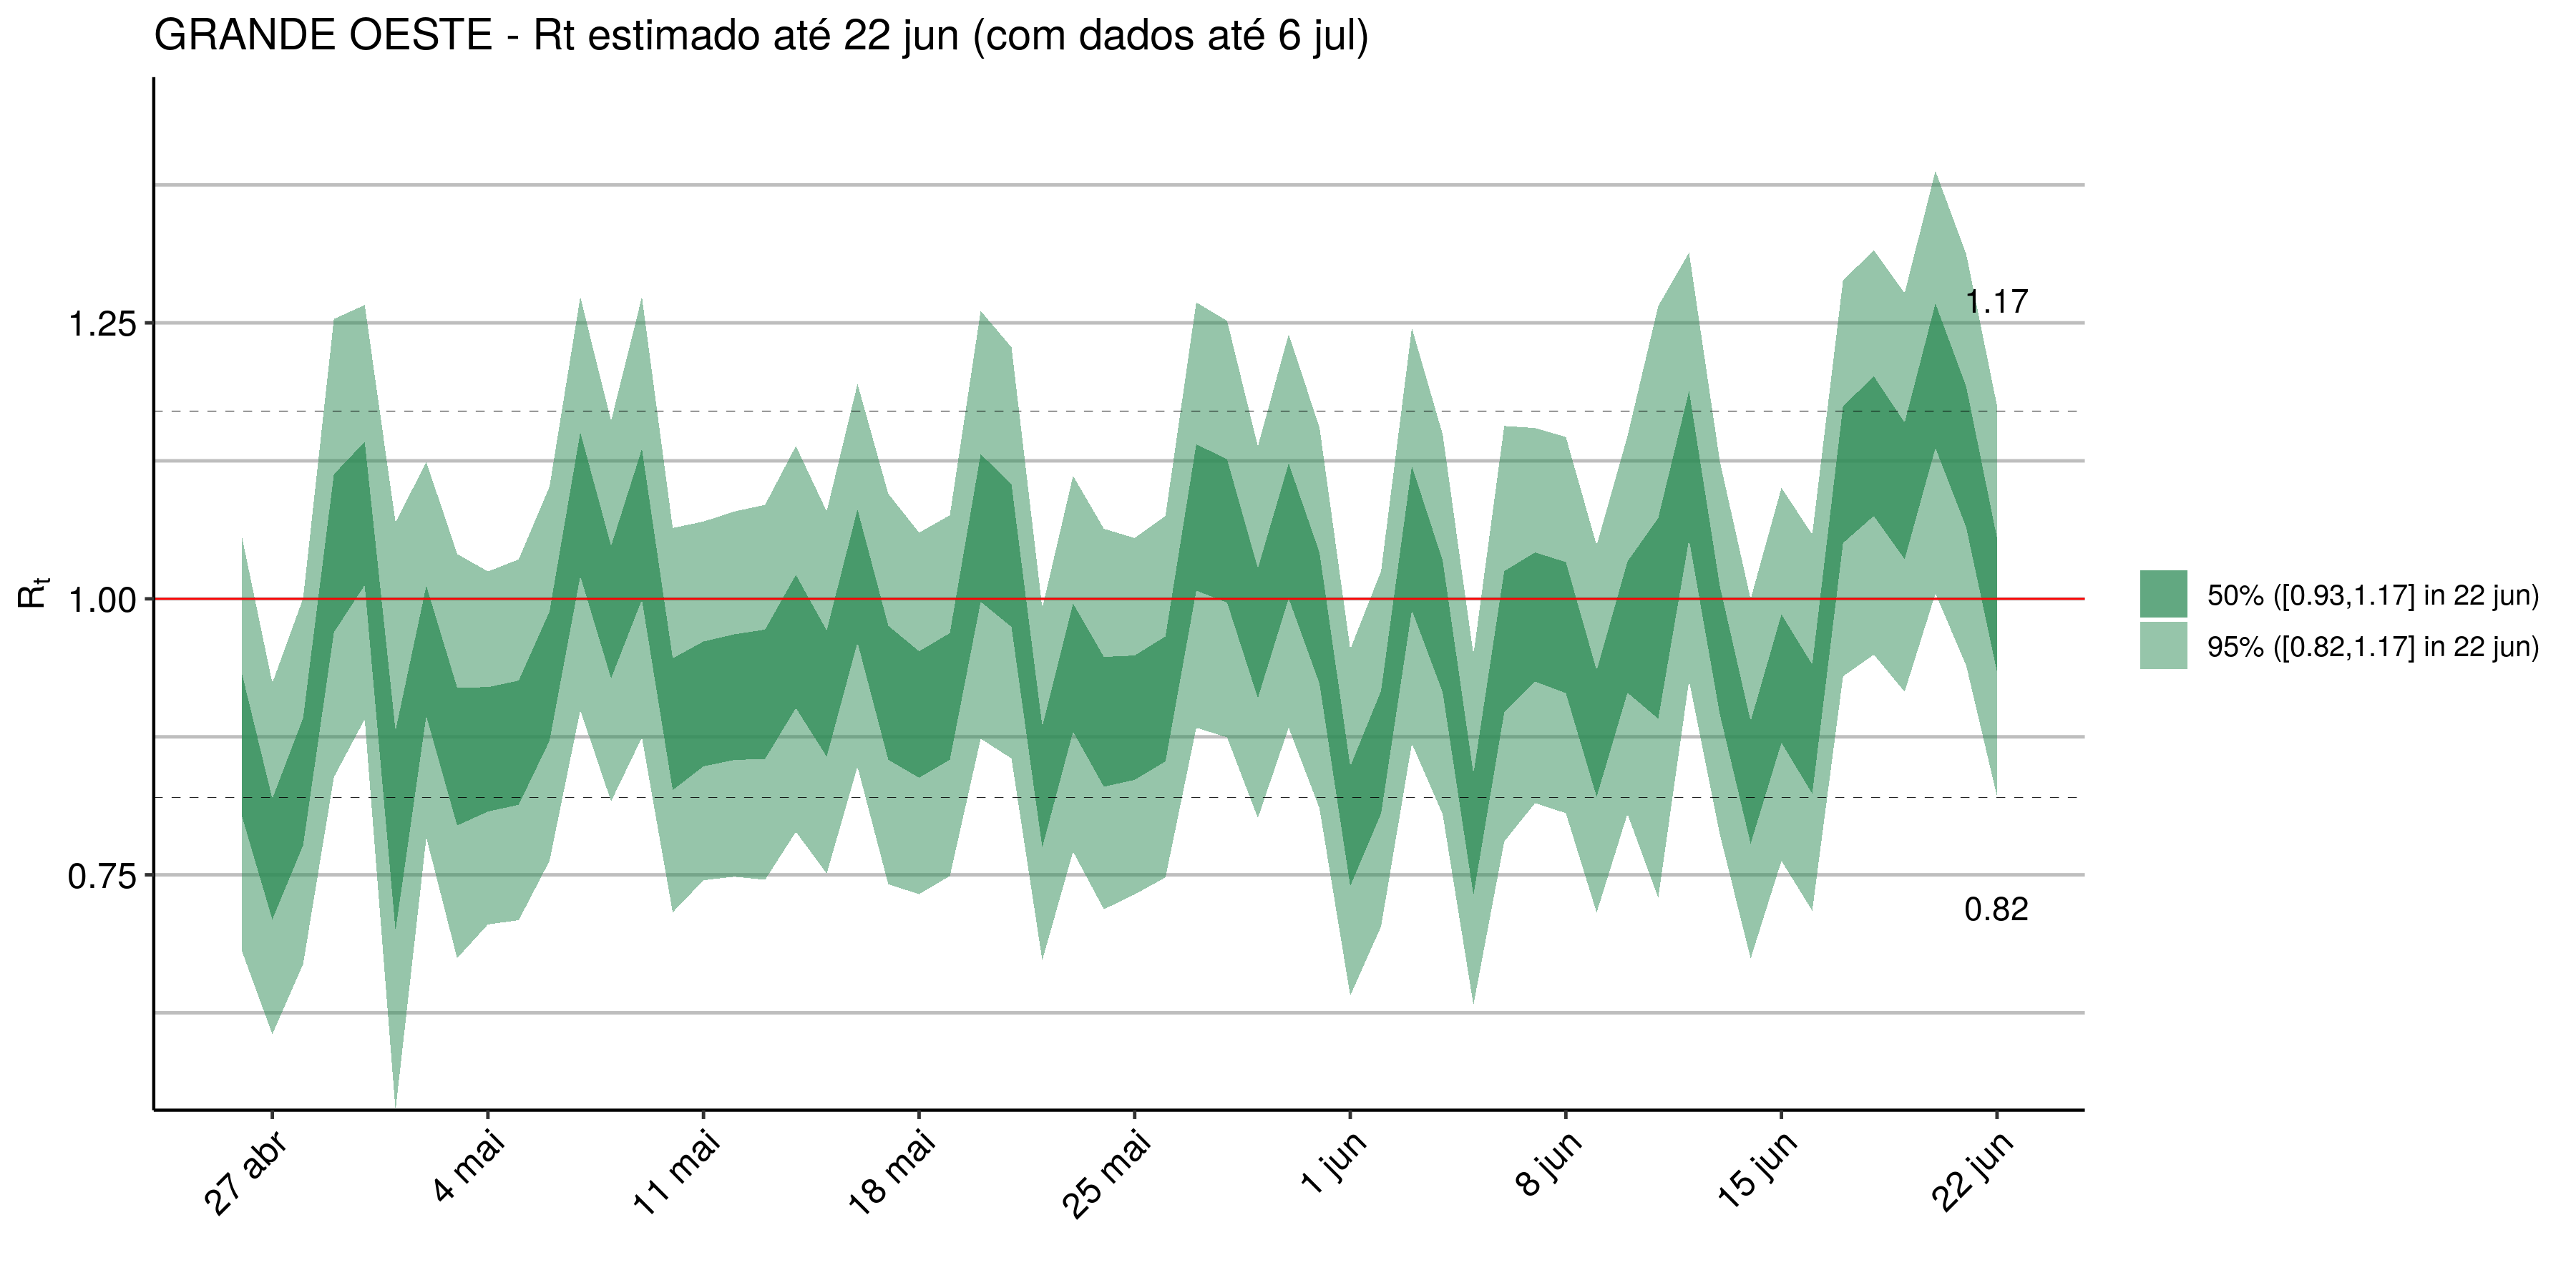 GRANDE OESTE - Rt estimado até 22 jun (com dados até 6 jul)
Rt
1.25
1.00
0.75
1.17
0.82
27 abr
4 mai
11 mai
18 mai
25 mai
1 jun
8 jun
15 jun
22 jun
50% ([0.93,1.17] in 22 jun)
95% ([0.82,1.17] in 22 jun)